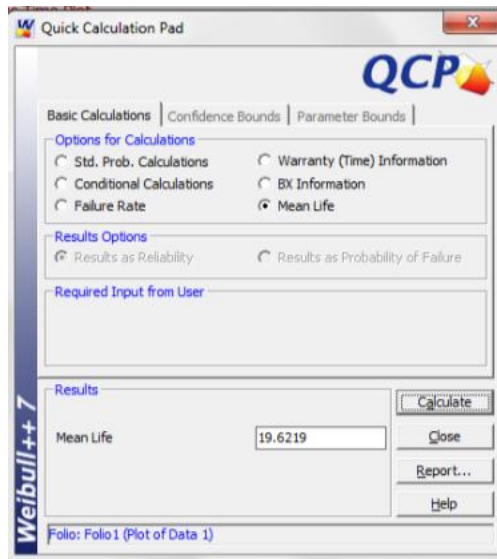 Quick Calculation Pad
QCP
Basic Calculations Confidence Bounds Parameter Bounds
Options for Calculations
Std. Prob. Calculations Warranty (Time) Information
Conditional Calculations BX Information
Failure Rate Mean Life
Results Options
Results as Reliability Results as Probability of Failure
Required Input from User
Results
Calculate
Mean Life 19.6219 Close
Report...
Help
Weibull++ 7
Folio: Folio1 (Plot of Data 1)